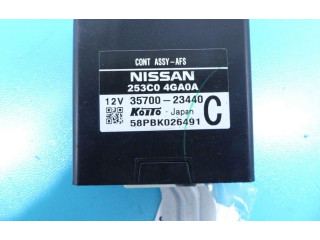 CONT ASSY-AFS
NISSAN
253C0 4GA0A
12V 35700-23440
KOITO · Japan C
58PBK026491